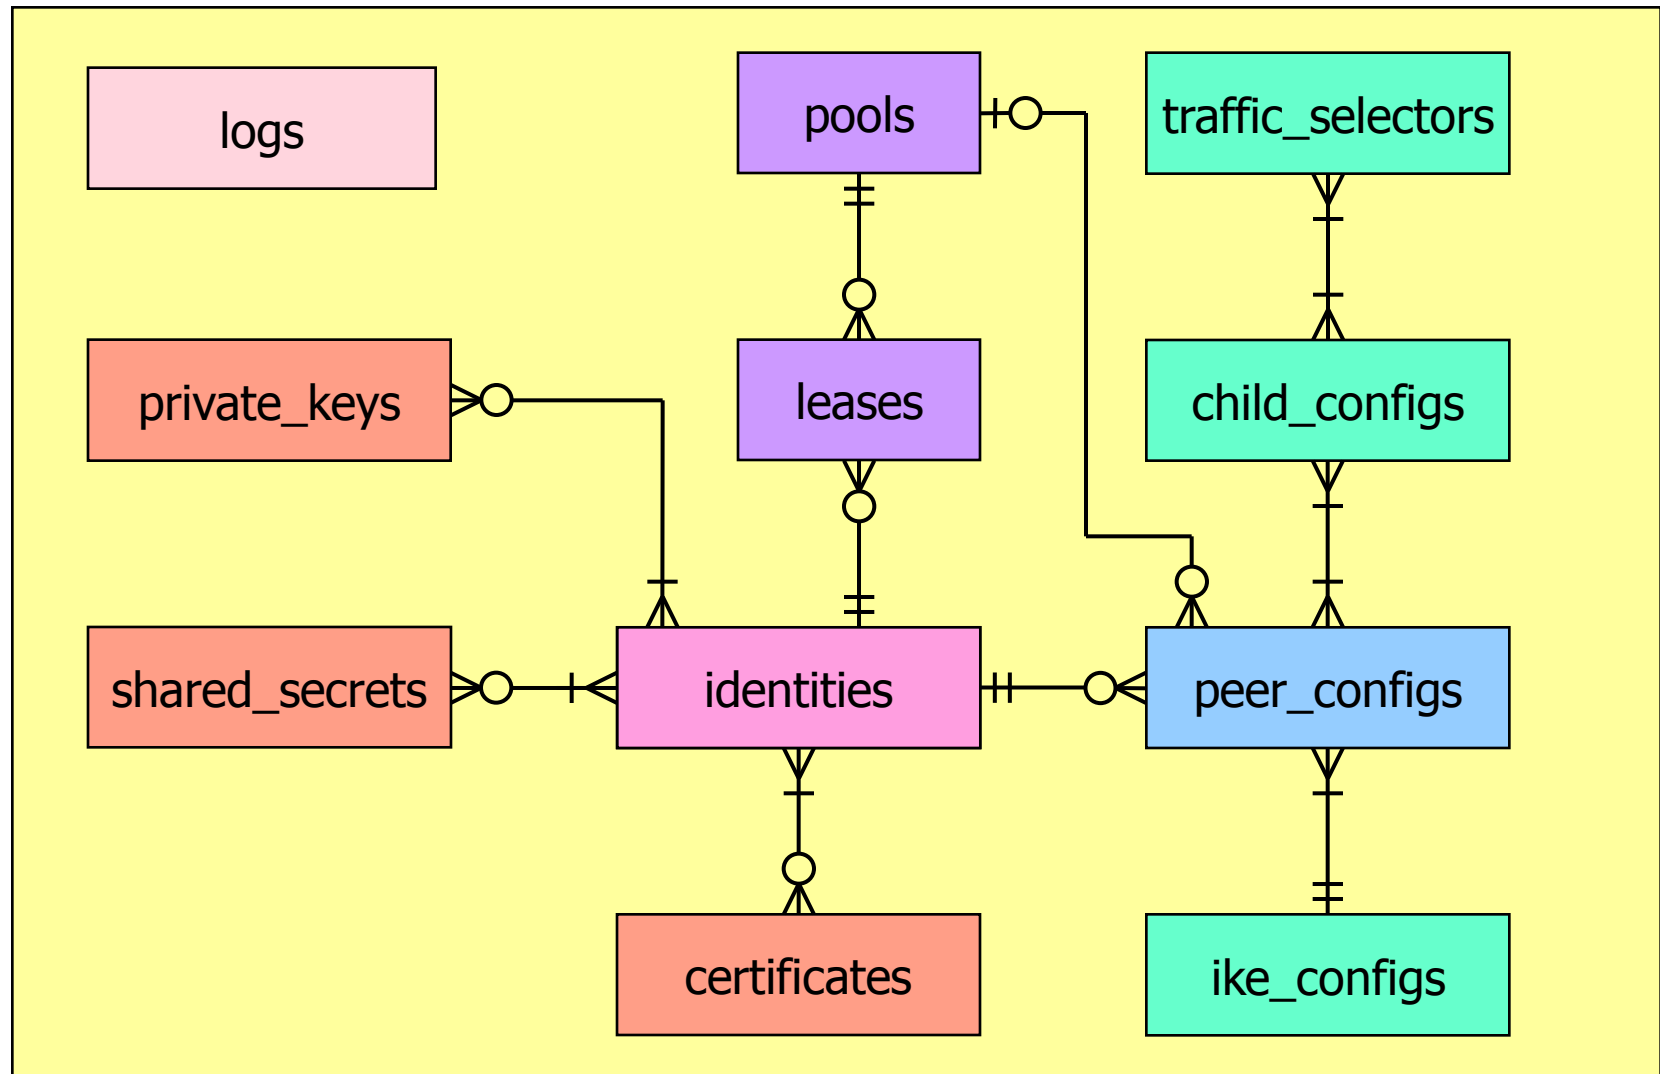 logs
pools
traffic_selectors
private_keys
leases
child_configs
shared_secrets
identities
peer_configs
certificates
ike_configs